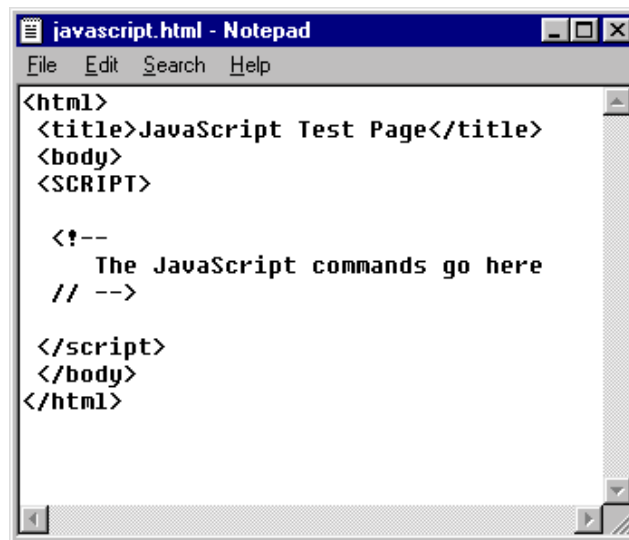 javascript.html - Notepad
File Edit Search Help
<html>
<title>JavaScript Test Page</title>
<body>
<SCRIPT>
<!--
The JavaScript commands go here
// -->
</script>
</body>
</html>